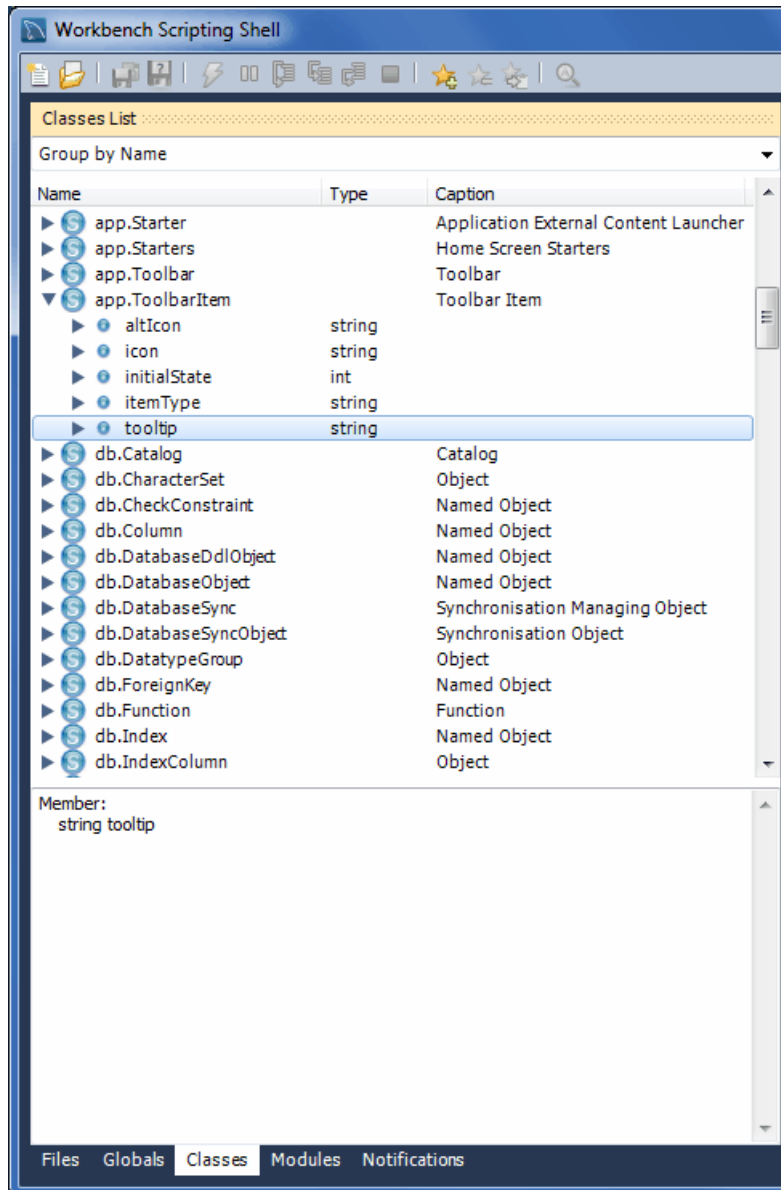 Workbench Scripting Shell
Classes List
Group by Name
Name Type Caption
app.Starter Application External Content Launcher
app.Starters Home Screen Starters
app.Toolbar Toolbar
app.ToolbarItem Toolbar Item
altIcon string
icon string
initialState int
itemType string
tooltip string
db.Catalog Catalog
db.CharacterSet Object
db.CheckConstraint Named Object
db.Column Named Object
db.DatabaseDdlObject Named Object
db.DatabaseObject Named Object
db.DatabaseSync Synchronisation Managing Object
db.DatabaseSyncObject Synchronisation Object
db.DatatypeGroup Object
db.ForeignKey Named Object
db.Function Function
db.Index Named Object
db.IndexColumn Object
Member:
string tooltip
Files Globals Classes Modules Notifications